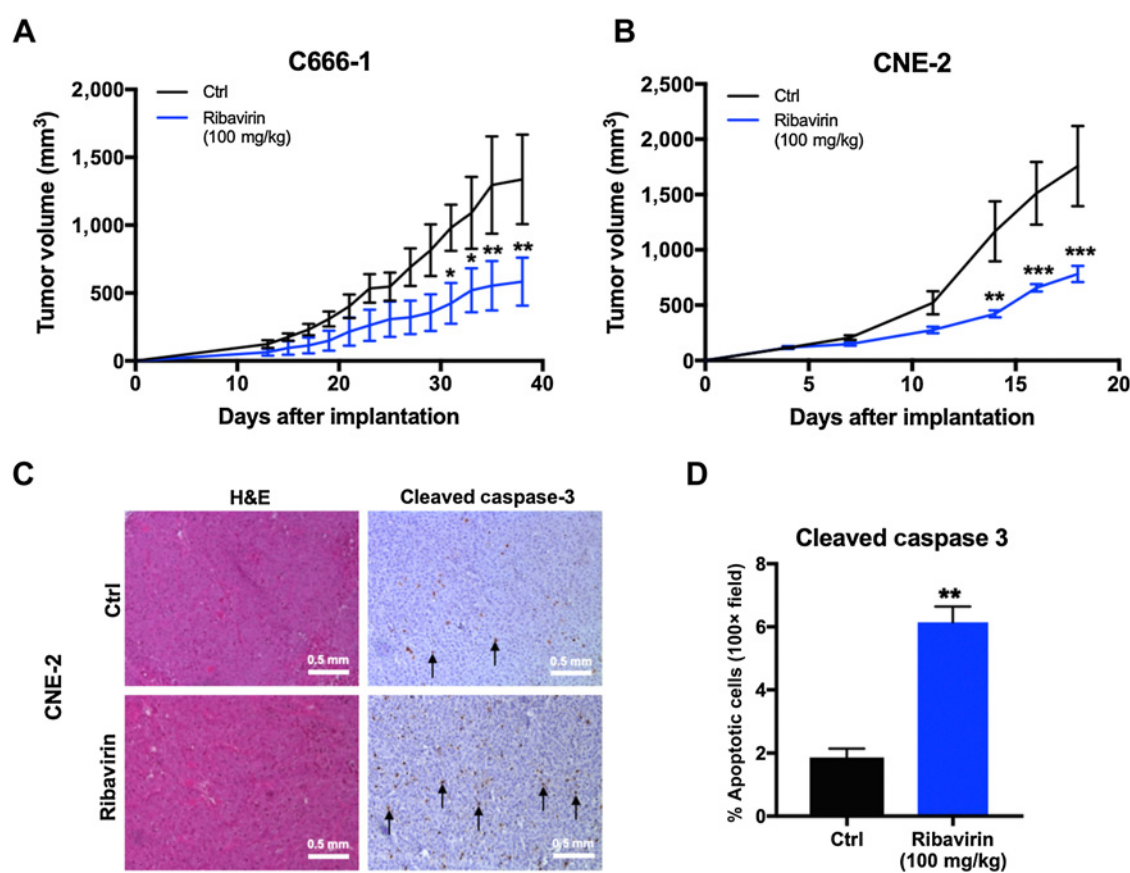 A
C666-1
Tumor volume (mm³)
2,000
1,500
1,000
500
0
Ctrl
Ribavirin
(100 mg/kg)
*
*
**
**
0
10
20
30
40
Days after implantation
B
CNE-2
Tumor volume (mm³)
2,500
2,000
1,500
1,000
500
0
Ctrl
Ribavirin
(100 mg/kg)
**
***
***
0
5
10
15
20
Days after implantation
C
H&E
Cleaved caspase-3
CNE-2
Ctrl
0.5 mm
0.5 mm
Ribavirin
0.5 mm
0.5 mm
D
Cleaved caspase 3
% Apoptotic cells (100× field)
8
6
4
2
0
**
Ctrl
Ribavirin
(100 mg/kg)